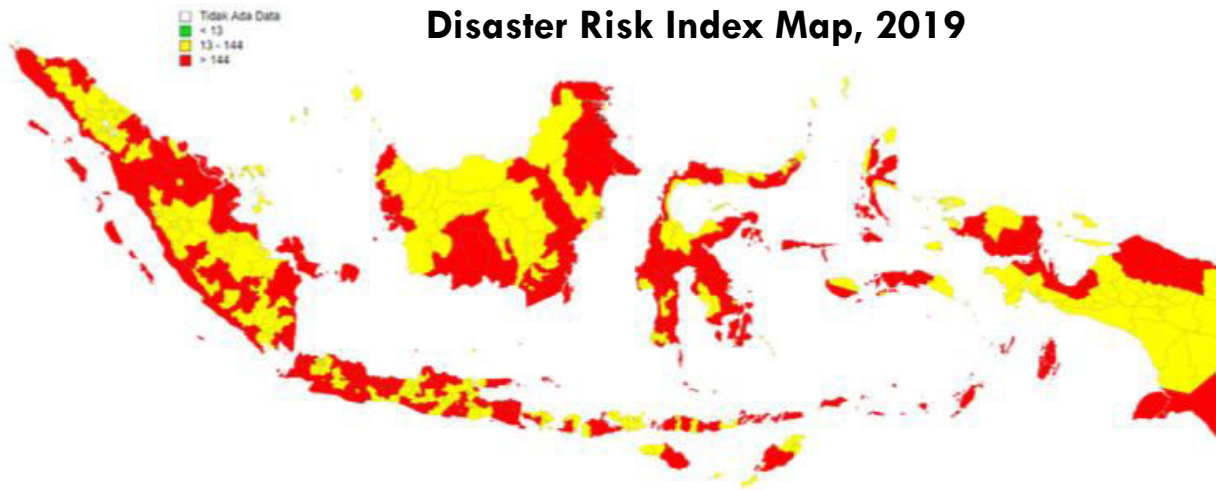 Disaster Risk Index Map, 2019
Tidak Ada Data
< 13
13 - 144
> 144